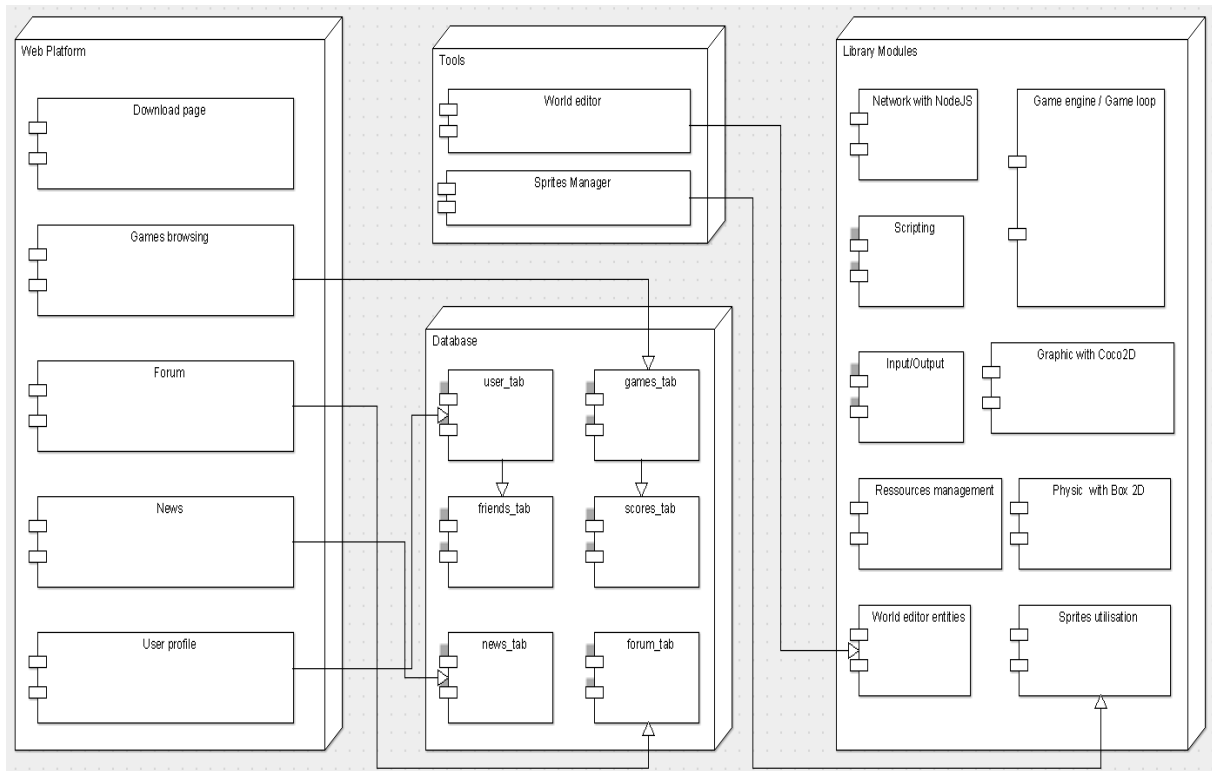 Web Platform
Download page
Games browsing
Forum
News
User profile
Tools
World editor
Sprites Manager
Database
user_tab
games_tab
friends_tab
scores_tab
news_tab
forum_tab
Library Modules
Network with NodeJS
Game engine / Game loop
Scripting
Input/Output
Graphic with Coco2D
Ressources management
Physic with Box 2D
World editor entities
Sprites utilisation